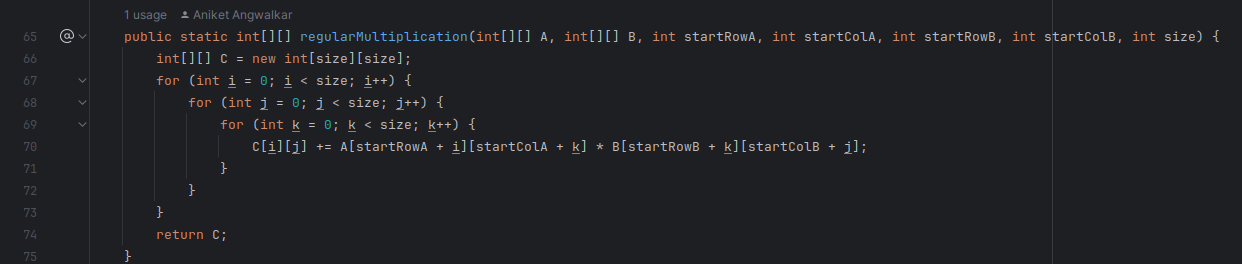 1 usage Aniket Angwalkar
65 @ public static int[][] regularMultiplication(int[][] A, int[][] B, int startRowA, int startColA, int startRowB, int startColB, int size) {
66 int[][] C = new int[size][size];
67 for (int i = 0; i < size; i++) {
68 for (int j = 0; j < size; j++) {
69 for (int k = 0; k < size; k++) {
70 C[i][j] += A[startRowA + i][startColA + k] * B[startRowB + k][startColB + j];
71 }
72 }
73 }
74 return C;
75 }